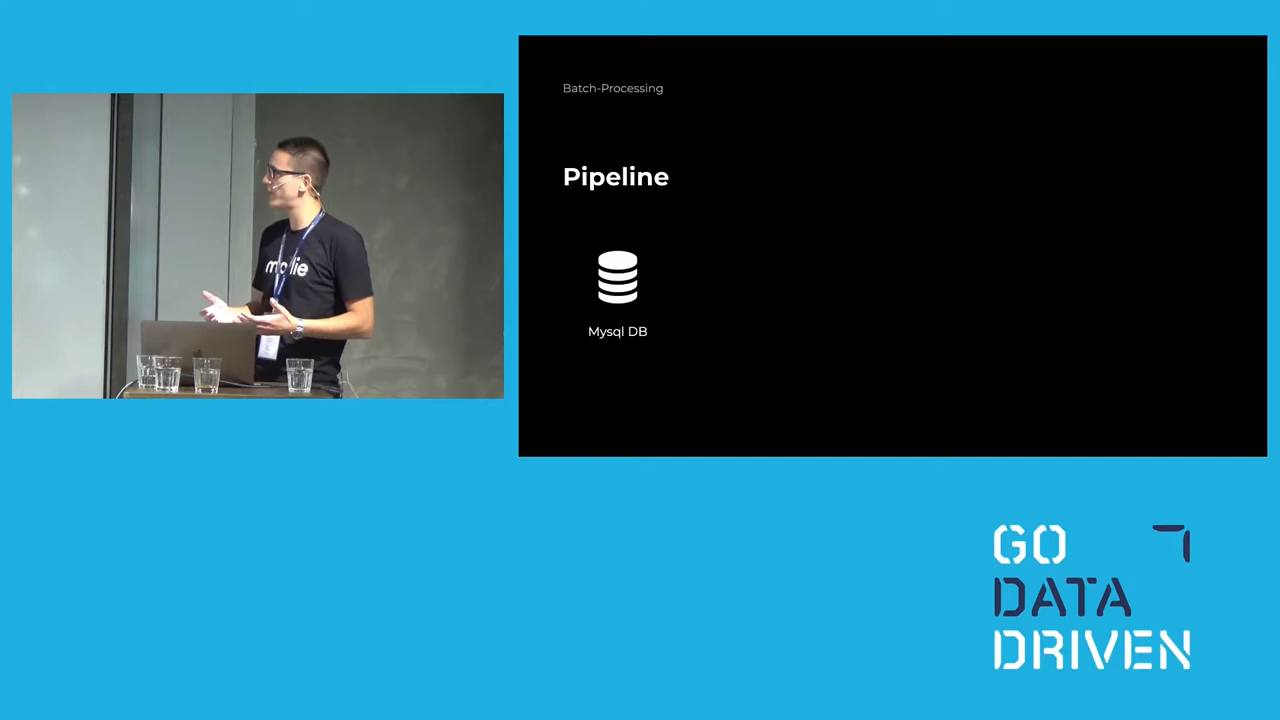 Batch-Processing
Pipeline
Mysql DB
GO
DATA
DRIVEN